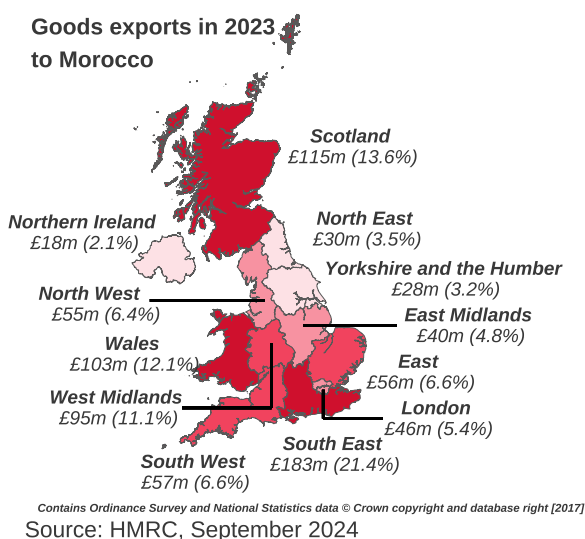 Goods exports in 2023
to Morocco
Scotland
£115m (13.6%)
Northern Ireland
£18m (2.1%)
North East
£30m (3.5%)
Yorkshire and the Humber
£28m (3.2%)
North West
£55m (6.4%)
East Midlands
£40m (4.8%)
Wales
£103m (12.1%)
East
£56m (6.6%)
West Midlands
£95m (11.1%)
London
£46m (5.4%)
South East
£183m (21.4%)
South West
£57m (6.6%)
Contains Ordinance Survey and National Statistics data © Crown copyright and database right [2017]
Source: HMRC, September 2024